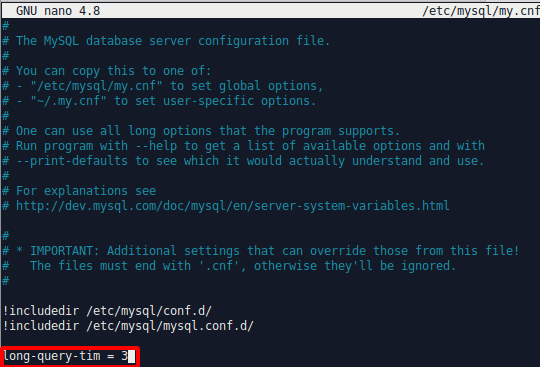 GNU nano 4.8 /etc/mysql/my.cnf
#
# The MySQL database server configuration file.
#
# You can copy this to one of:
# - "/etc/mysql/my.cnf" to set global options,
# - "~/.my.cnf" to set user-specific options.
#
# One can use all long options that the program supports.
# Run program with --help to get a list of available options and with
# --print-defaults to see which it would actually understand and use.
#
# For explanations see
# http://dev.mysql.com/doc/mysql/en/server-system-variables.html
#
# * IMPORTANT: Additional settings that can override those from this file!
#   The files must end with '.cnf', otherwise they'll be ignored.
#
!includedir /etc/mysql/conf.d/
!includedir /etc/mysql/mysql.conf.d/
long-query-tim = 3